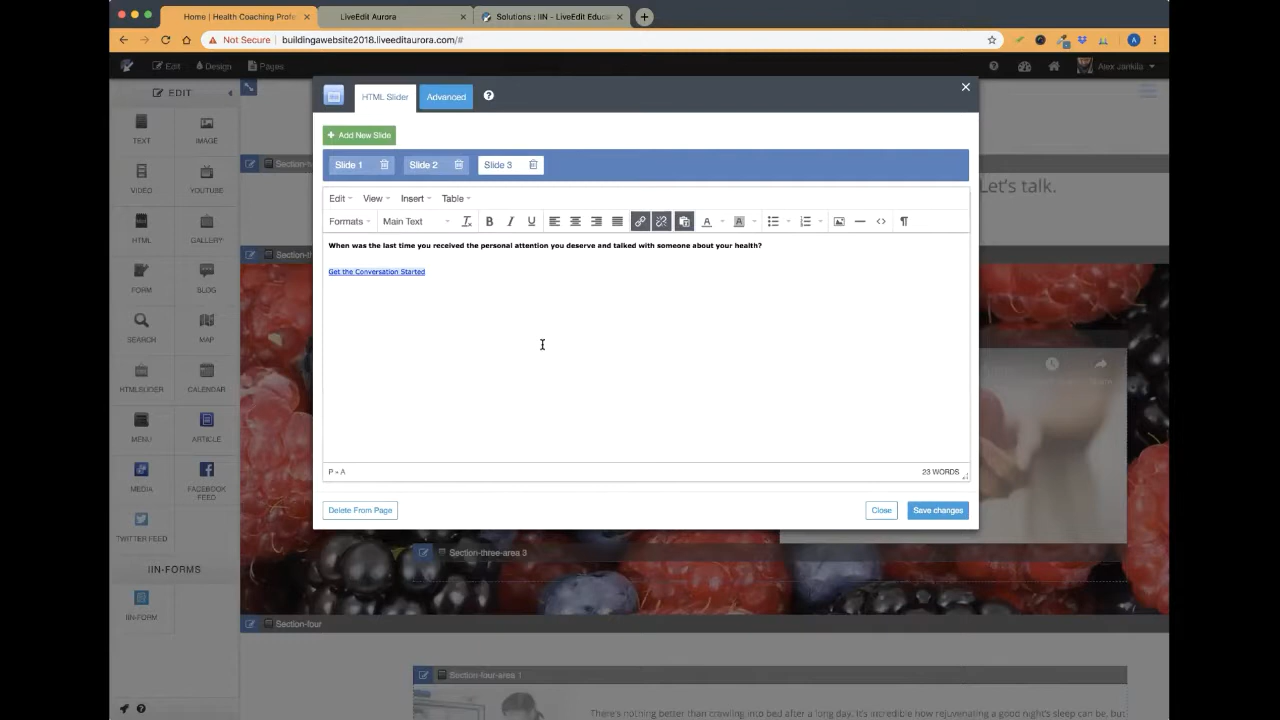 Home | Health Coaching Profe
LiveEdit Aurora
Solutions : IIN - LiveEdit Educa
Not Secure
buildingawebsite2018.liveeditaurora.com/#
Edit
Design
Pages
Alex Jankila
EDIT
TEXT
IMAGE
VIDEO
YOUTUBE
HTML
GALLERY
FORM
BLOG
SEARCH
MAP
HTMLSLIDER
CALENDAR
MENU
ARTICLE
MEDIA
FACEBOOK FEED
TWITTER FEED
IIN-FORMS
IIN-FORM
HTML Slider
Advanced
Add New Slide
Slide 1
Slide 2
Slide 3
Edit View Insert Table
Formats Main Text
When was the last time you received the personal attention you deserve and talked with someone about your health?
Get the Conversation Started
P » A
23 WORDS
Delete From Page
Close
Save changes
Let's talk.
Section-three-area 3
Section-four
Section-four-area 1
There's nothing better than crawling into bed after a long day. It's incredible how rejuvenating a good night's sleep can be, but